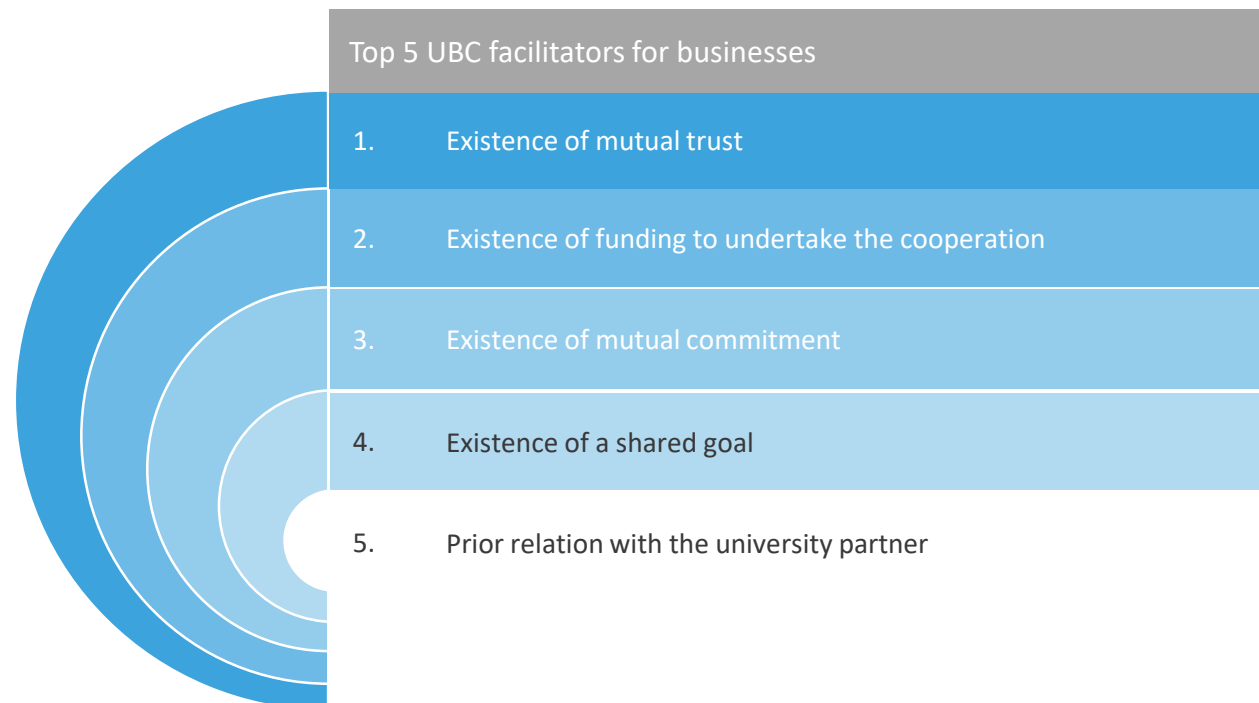 Top 5 UBC facilitators for businesses
1. Existence of mutual trust
2. Existence of funding to undertake the cooperation
3. Existence of mutual commitment
4. Existence of a shared goal
5. Prior relation with the university partner